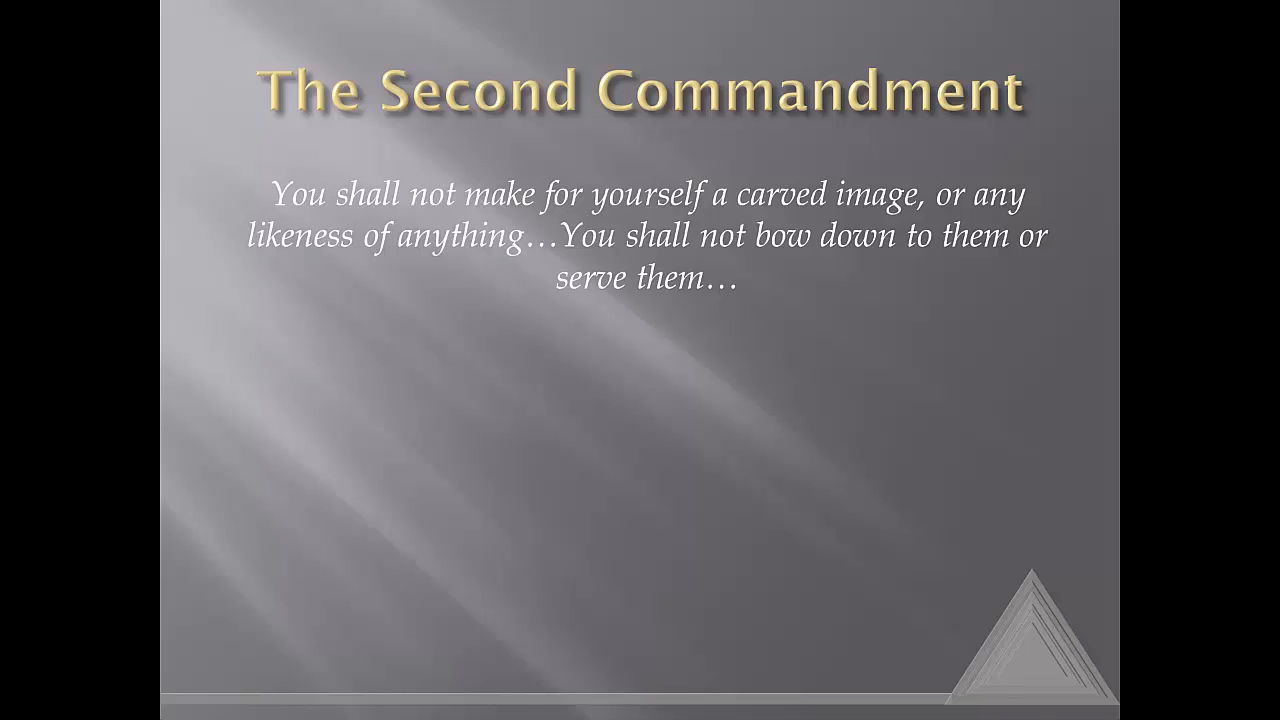 The Second Commandment
You shall not make for yourself a carved image, or any
likeness of anything…You shall not bow down to them or
serve them…